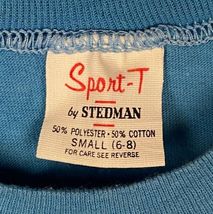 Sport-T
by STEDMAN
50% POLYESTER · 50% COTTON
SMALL (6-8)
FOR CARE SEE REVERSE